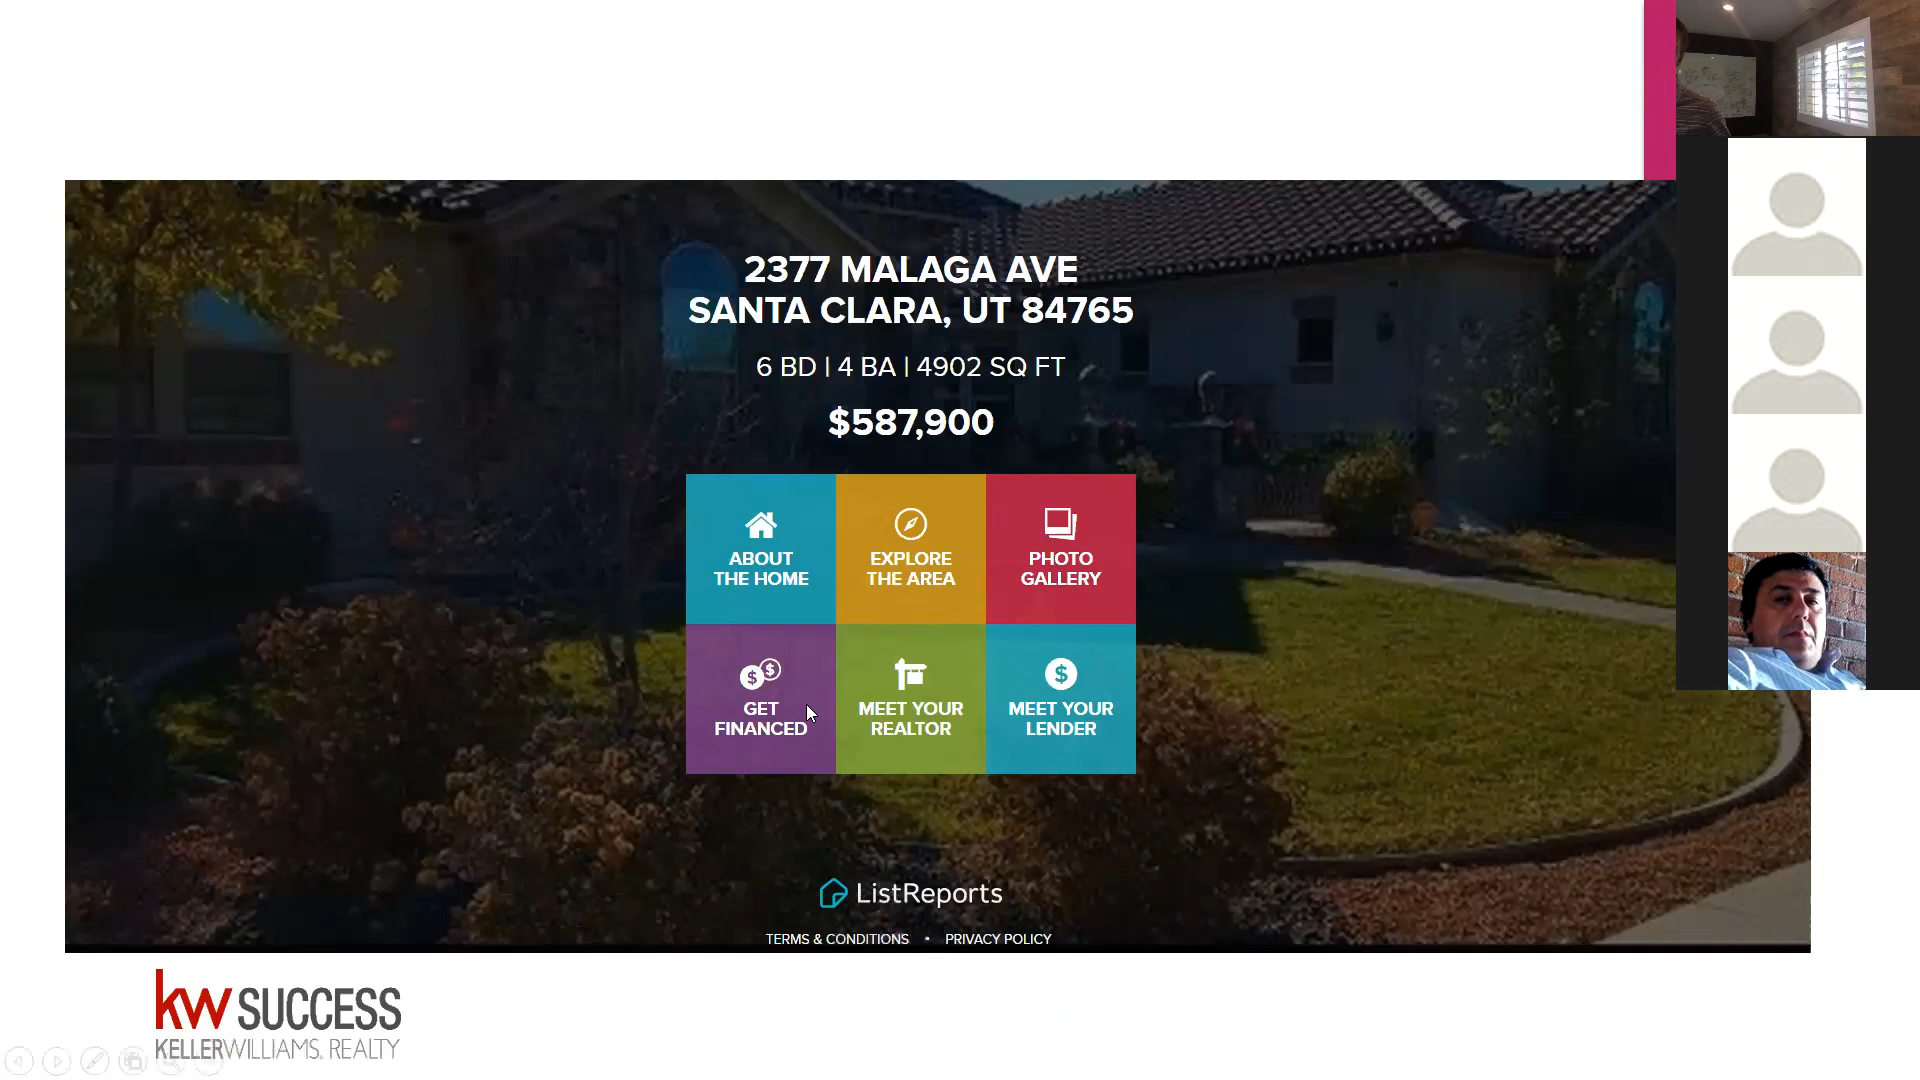 2377 MALAGA AVE
SANTA CLARA, UT 84765
6 BD | 4 BA | 4902 SQ FT
$587,900
ABOUT
THE HOME
EXPLORE
THE AREA
PHOTO
GALLERY
GET
FINANCED
MEET YOUR
REALTOR
MEET YOUR
LENDER
ListReports
TERMS & CONDITIONS • PRIVACY POLICY
kw SUCCESS
KELLERWILLIAMS. REALTY